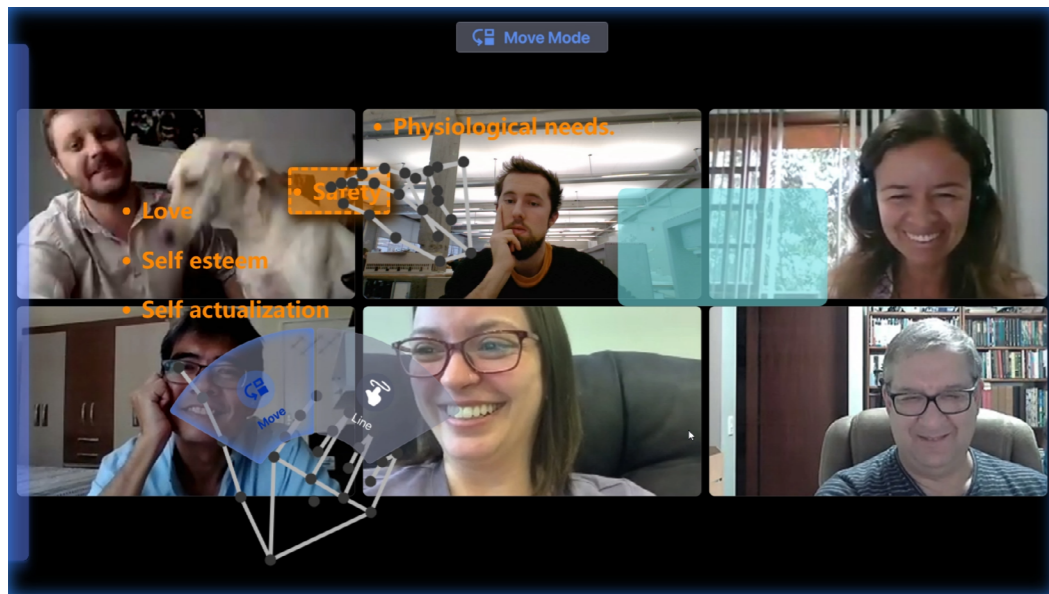 Move Mode
• Physiological needs.
• Safety
• Love
• Self esteem
• Self actualization
Move
Line